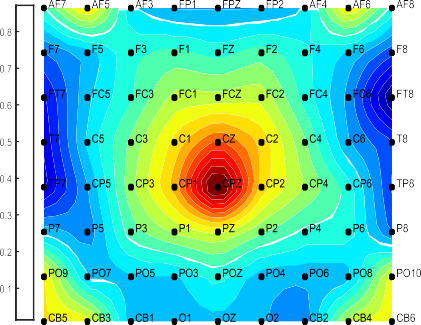 AF7 AF5 AF3 FP1 FPZ FP2 AF4 AF6 AF8
0.8
F7 F5 F3 F1 FZ F2 F4 F6 F8
0.7
FT7 FC5 FC3 FC1 FCZ FC2 FC4 FC6 FT8
0.6
T7 C5 C3 C1 CZ C2 C4 C6 T8
0.5
TP7 CP5 CP3 CP1 CPZ CP2 CP4 CP6 TP8
0.4
0.3
P7 P5 P3 P1 PZ P2 P4 P6 P8
0.2
PO9 PO7 PO5 PO3 POZ PO4 PO6 PO8 PO10
0.1
CB5 CB3 CB1 O1 OZ O2 CB2 CB4 CB6